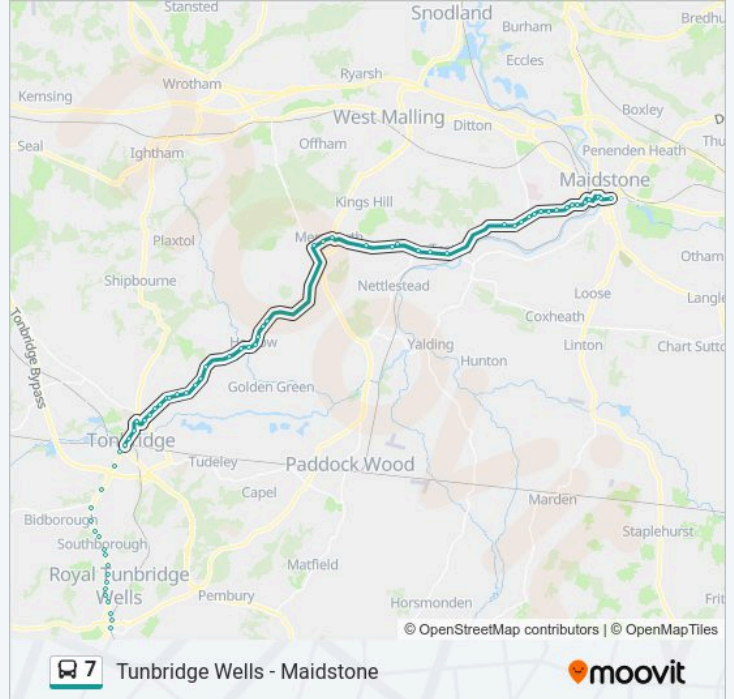 Stansted
Snodland
Burham
Bredhu
Eccles
Wrotham
Ryarsh
Kemsing
West Malling
Boxley
Ditton
Thu
Seal
Ightham
Offham
Penenden Heath
Maidstone
Kings Hill
Plaxtol
Otham
Shipbourne
Nettlestead
Loose
Langle
Coxheath
Tonbridge Bypass
Yalding
Linton
Chart Sutto
Hunton
Golden Green
Tonbridge
Tudeley
Paddock Wood
Capel
Marden
Bidborough
Staplehurst
Southborough
Matfield
Royal Tunbridge
Wells
Pembury
Horsmonden
Frit
© OpenStreetMap contributors | © OpenMapTiles
7 Tunbridge Wells - Maidstone
moovit